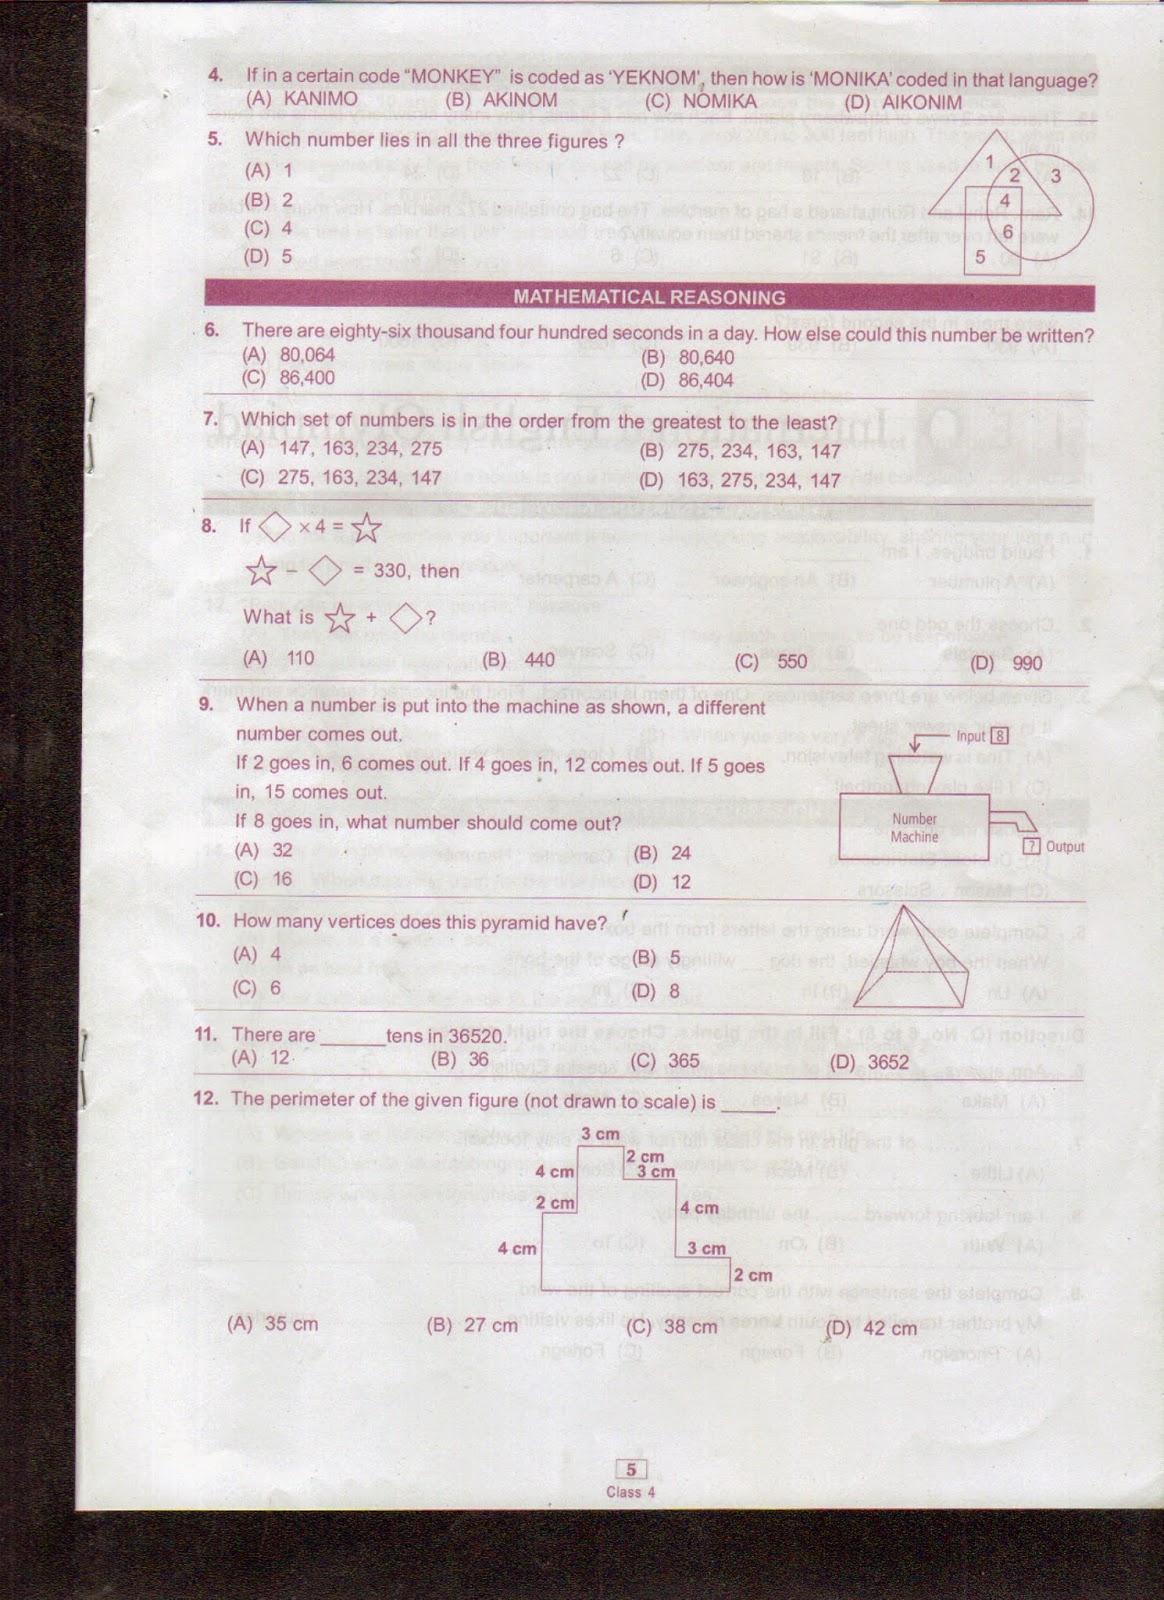 4. If in a certain code “MONKEY” is coded as ‘YEKNOM’, then how is ‘MONIKA’ coded in that language?
(A) KANIMO (B) AKINOM (C) NOMIKA (D) AIKONIM
5. Which number lies in all the three figures ?
(A) 1
(B) 2
(C) 4
(D) 5
1
2
3
4
6
5
MATHEMATICAL REASONING
6. There are eighty-six thousand four hundred seconds in a day. How else could this number be written?
(A) 80,064 (B) 80,640
(C) 86,400 (D) 86,404
7. Which set of numbers is in the order from the greatest to the least?
(A) 147, 163, 234, 275 (B) 275, 234, 163, 147
(C) 275, 163, 234, 147 (D) 163, 275, 234, 147
8. If ◇ × 4 = ☆
☆ – ◇ = 330, then
What is ☆ + ◇ ?
(A) 110 (B) 440 (C) 550 (D) 990
9. When a number is put into the machine as shown, a different
number comes out.
If 2 goes in, 6 comes out. If 4 goes in, 12 comes out. If 5 goes
in, 15 comes out.
If 8 goes in, what number should come out?
(A) 32 (B) 24
(C) 16 (D) 12
Input 8
Number
Machine
? Output
10. How many vertices does this pyramid have?
(A) 4 (B) 5
(C) 6 (D) 8
11. There are ______ tens in 36520.
(A) 12 (B) 36 (C) 365 (D) 3652
12. The perimeter of the given figure (not drawn to scale) is _____.
3 cm
2 cm
4 cm 3 cm
2 cm
4 cm
4 cm 3 cm
2 cm
(A) 35 cm (B) 27 cm (C) 38 cm (D) 42 cm
5
Class 4